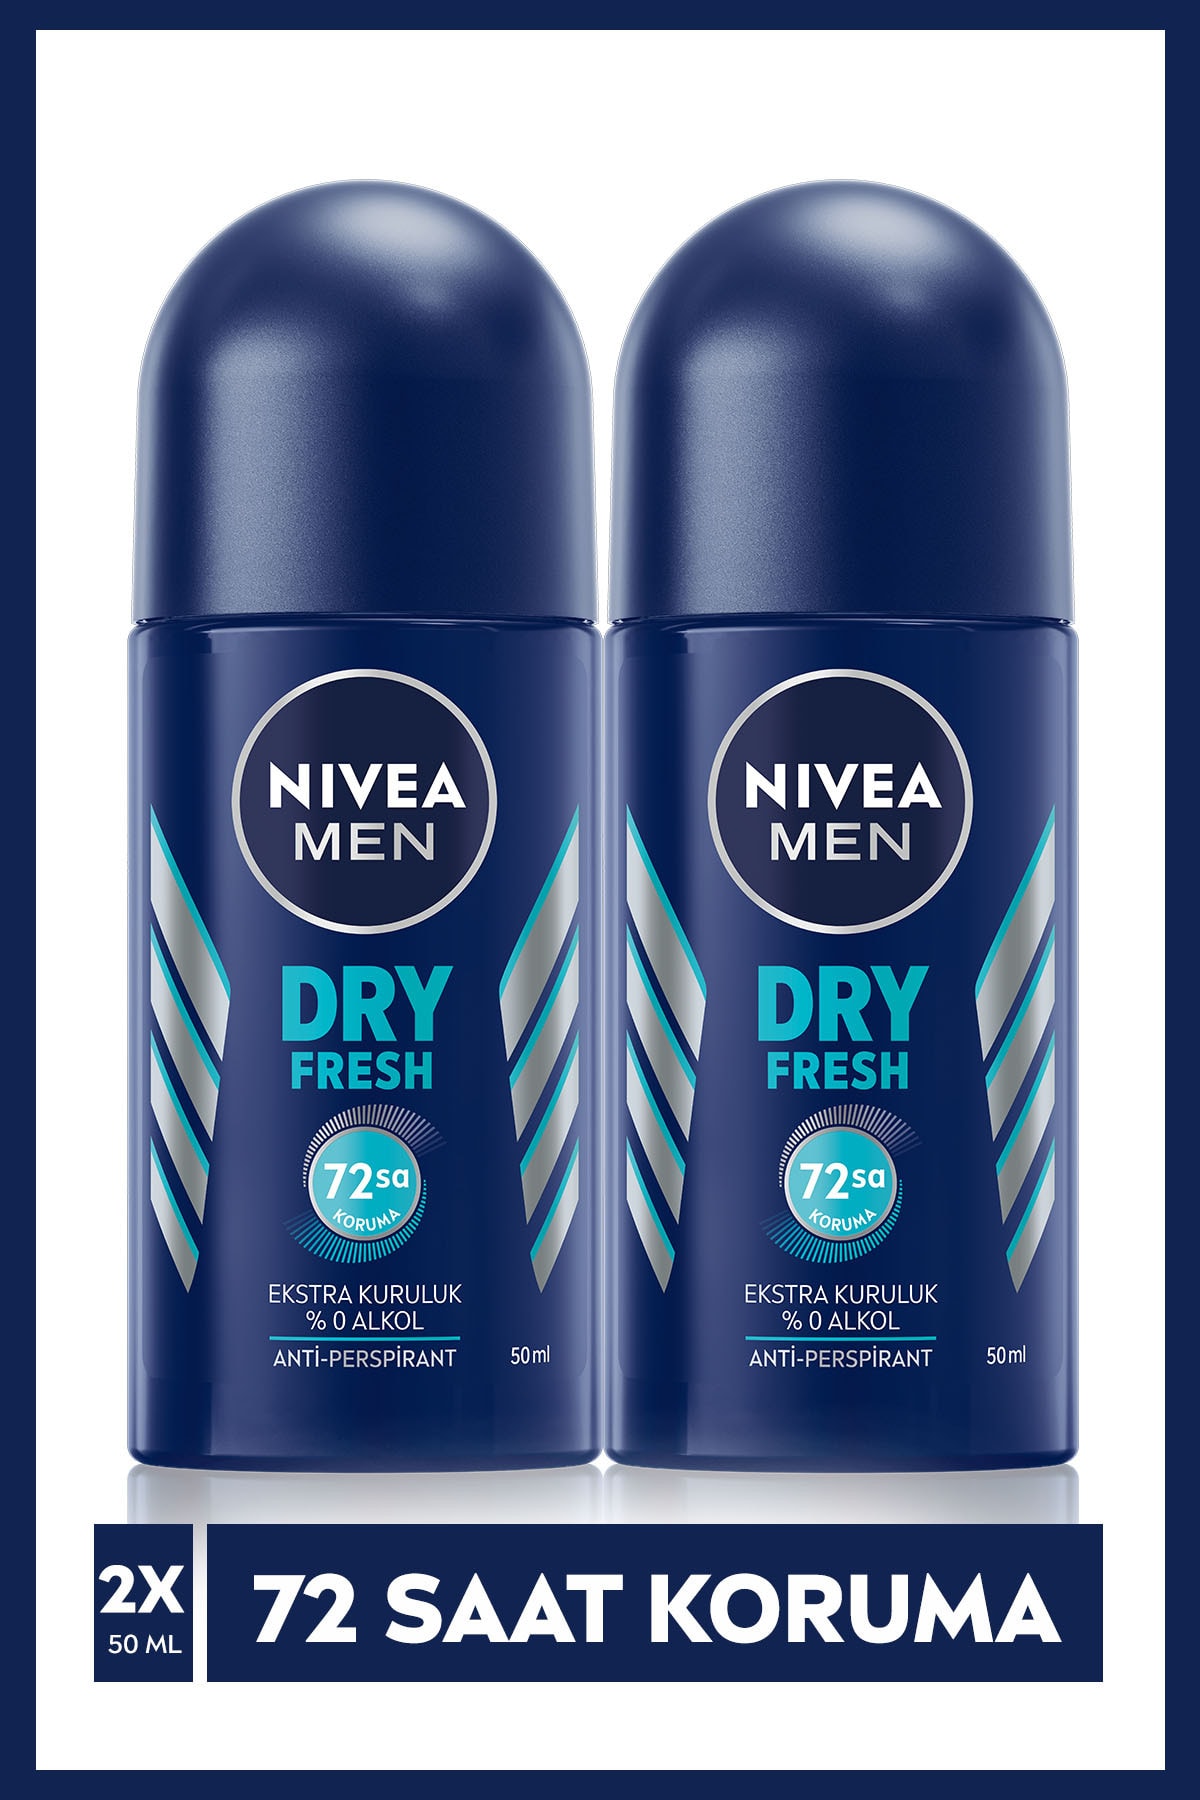 NIVEA
MEN
DRY
FRESH
72sa
KORUMA
EKSTRA KURULUK
% 0 ALKOL
ANTİ-PERSPİRANT
50ml
NIVEA
MEN
DRY
FRESH
72sa
KORUMA
EKSTRA KURULUK
% 0 ALKOL
ANTİ-PERSPİRANT
50ml
2X
50 ML
72 SAAT KORUMA